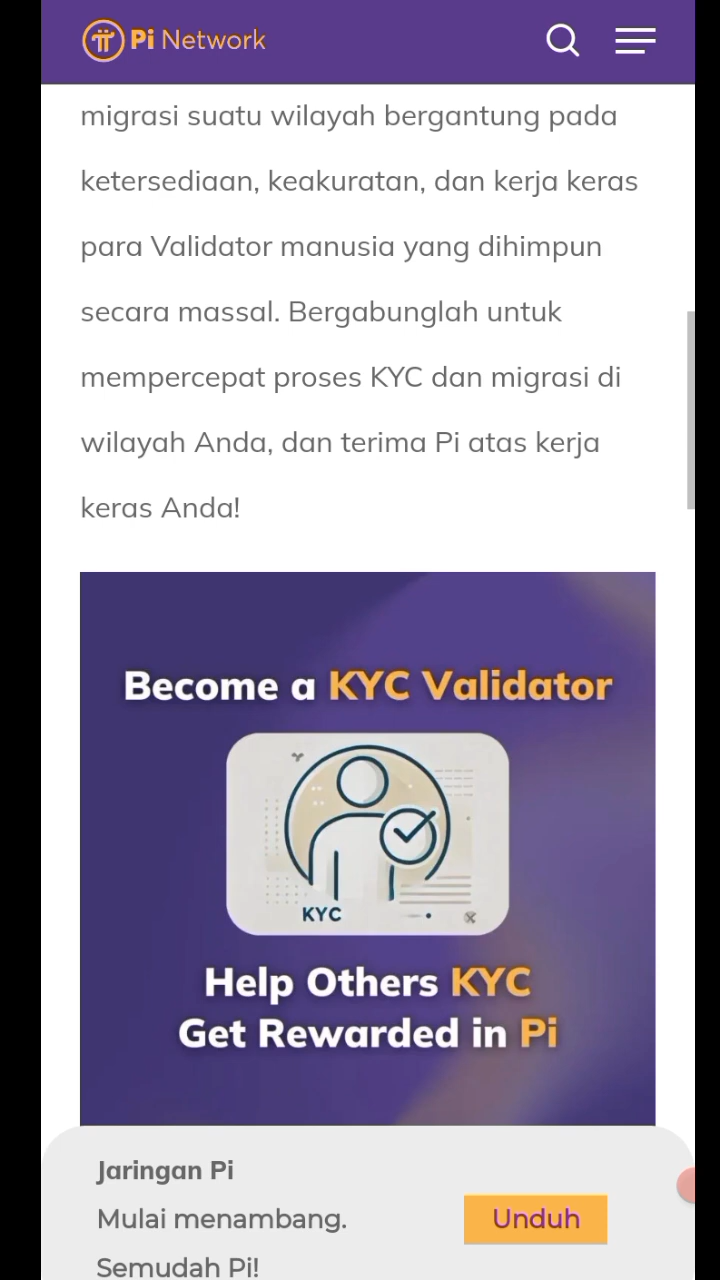 Pi Network
migrasi suatu wilayah bergantung pada
ketersediaan, keakuratan, dan kerja keras
para Validator manusia yang dihimpun
secara massal. Bergabunglah untuk
mempercepat proses KYC dan migrasi di
wilayah Anda, dan terima Pi atas kerja
keras Anda!
Become a KYC Validator
KYC
Help Others KYC
Get Rewarded in Pi
Jaringan Pi
Mulai menambang.
Semudah Pi!
Unduh